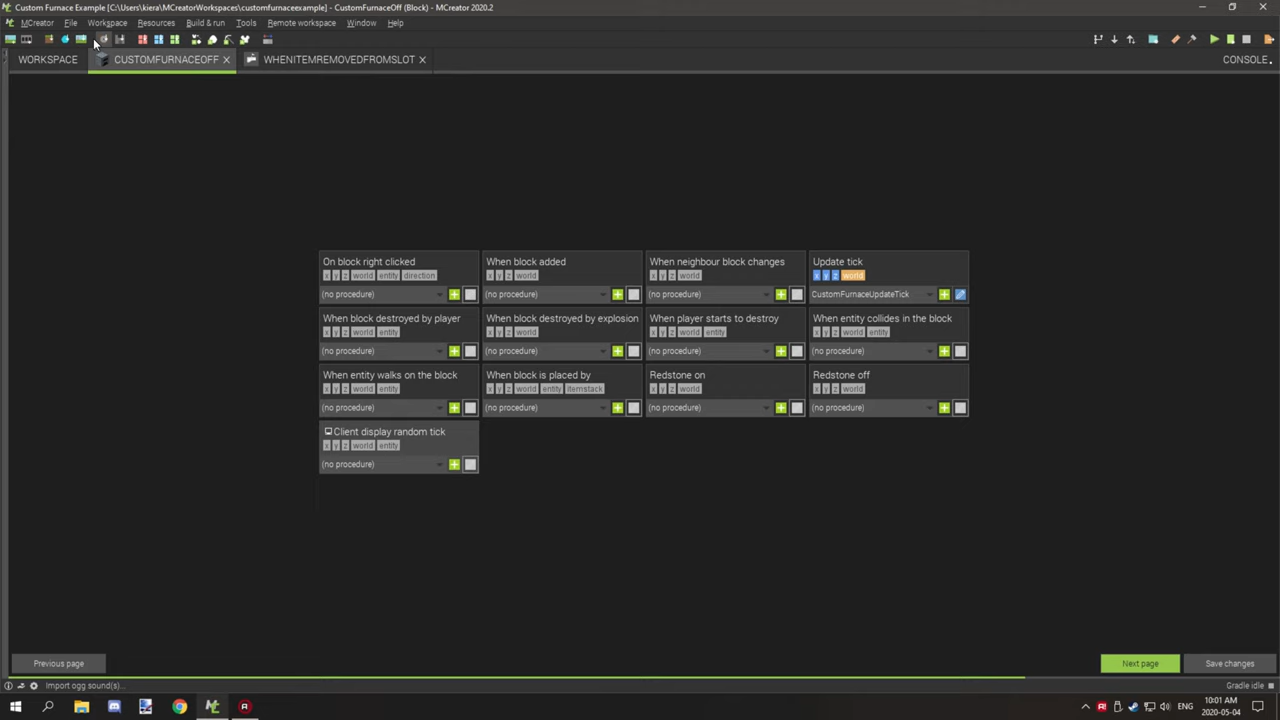 Custom Furnace Example [C:\Users\kiera\MCreatorWorkspaces\customfurnaceexample] - CustomFurnaceOff (Block) - MCreator 2020.2
MCreator File Workspace Resources Build & run Tools Remote workspace Window Help
WORKSPACE CUSTOMFURNACEOFF WHENITEMREMOVEDFROMSLOT CONSOLE
On block right clicked When block added When neighbour block changes Update tick
x y z world entity direction x y z world x y z world x y z world
(no procedure) (no procedure) (no procedure) CustomFurnaceUpdateTick
When block destroyed by player When block destroyed by explosion When player starts to destroy When entity collides in the block
x y z world entity x y z world x y z world entity x y z world entity
(no procedure) (no procedure) (no procedure) (no procedure)
When entity walks on the block When block is placed by Redstone on Redstone off
x y z world entity x y z world entity itemstack x y z world x y z world
(no procedure) (no procedure) (no procedure) (no procedure)
Client display random tick
x y z world entity
(no procedure)
Previous page Next page Save changes
Import ogg sound(s)... Gradle idle
10:01 AM
ENG
2020-05-04